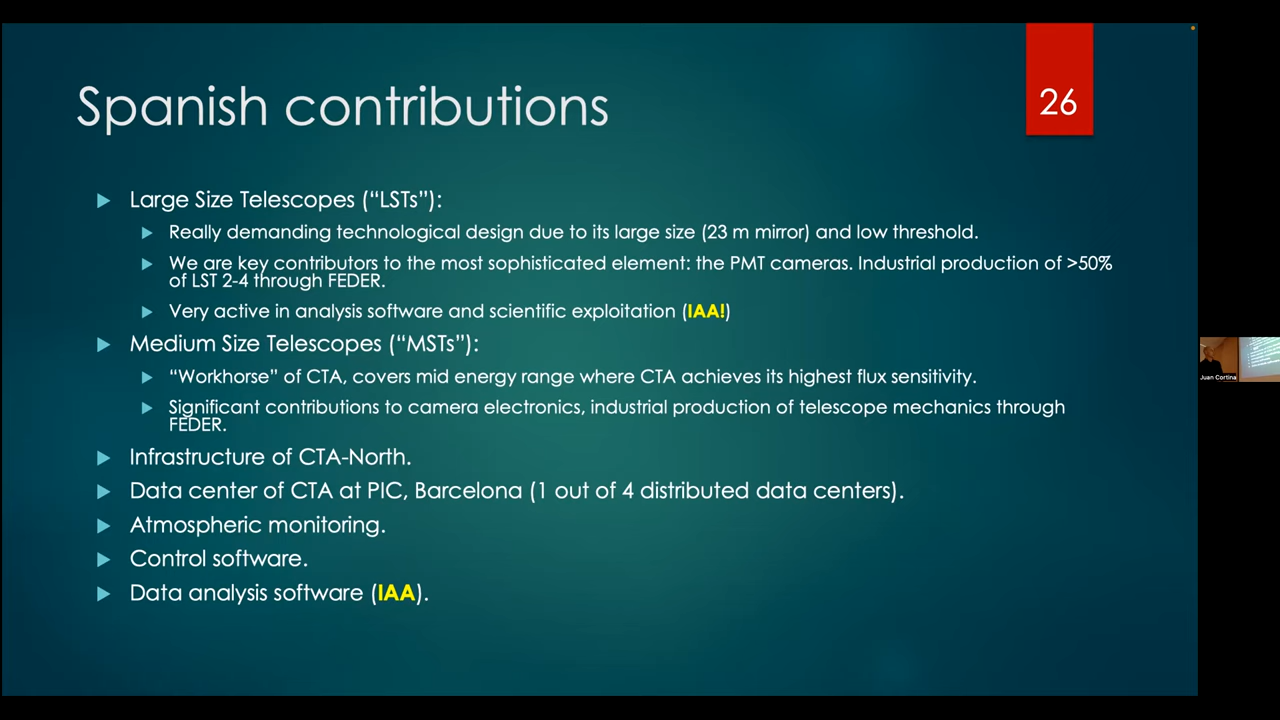 Spanish contributions
26
Large Size Telescopes (“LSTs”):
Really demanding technological design due to its large size (23 m mirror) and low threshold.
We are key contributors to the most sophisticated element: the PMT cameras. Industrial production of >50%
of LST 2-4 through FEDER.
Very active in analysis software and scientific exploitation (IAA!)
Medium Size Telescopes (“MSTs”):
“Workhorse” of CTA, covers mid energy range where CTA achieves its highest flux sensitivity.
Significant contributions to camera electronics, industrial production of telescope mechanics through
FEDER.
Infrastructure of CTA-North.
Data center of CTA at PIC, Barcelona (1 out of 4 distributed data centers).
Atmospheric monitoring.
Control software.
Data analysis software (IAA).
Juan Cortina